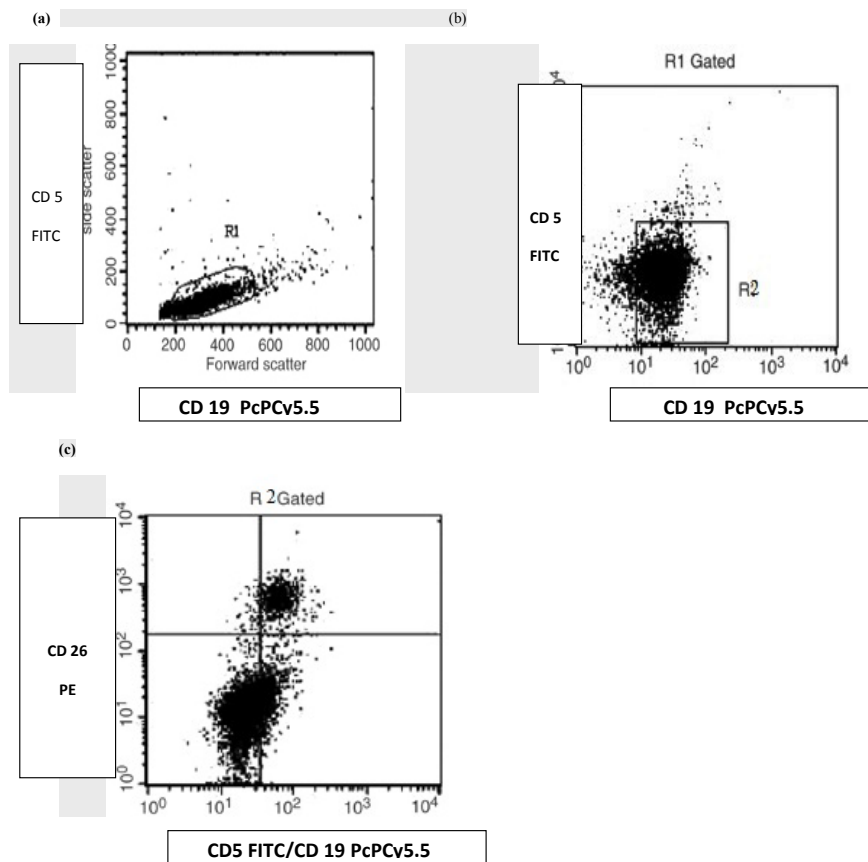 (a)
(b)
CD 5
FITC
side scatter
1000
800
600
400
200
0
R1
0 200 400 600 800 1000
Forward scatter
CD 19 PcPCy5.5
R1 Gated
CD 5
FITC
R2
10⁰ 10¹ 10² 10³ 10⁴
CD 19 PcPCy5.5
(c)
R 2 Gated
CD 26
PE
10⁴
10³
10²
10¹
10⁰
10⁰ 10¹ 10² 10³ 10⁴
CD5 FITC/CD 19 PcPCy5.5